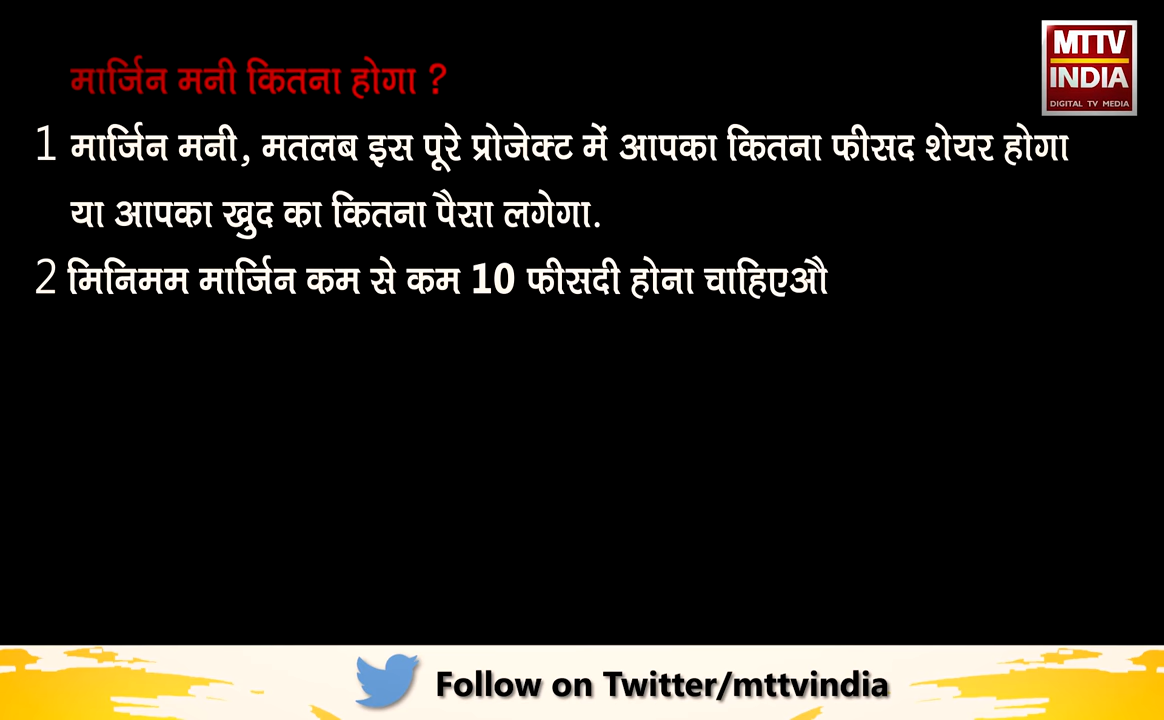 MTTV
INDIA
DIGITAL TV MEDIA
मार्जिन मनी कितना होगा ?
1 मार्जिन मनी, मतलब इस पूरे प्रोजेक्ट में आपका कितना फीसद शेयर होगा
या आपका खुद का कितना पैसा लगेगा.
2 मिनिमम मार्जिन कम से कम 10 फीसदी होना चाहिएऔ
Follow on Twitter/mttvindia